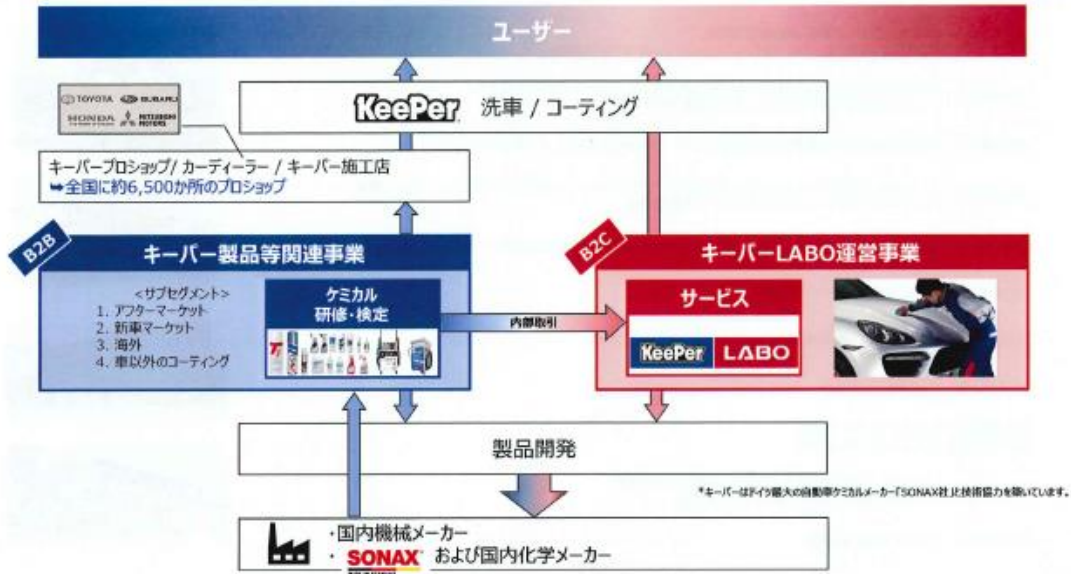 ユーザー
KeePer 洗車 / コーティング
TOYOTA SUBARU
HONDA MITSUBISHI MOTORS
キーパープロショップ/ カーディーラー / キーパー施工店
➥全国に約6,500か所のプロショップ
B2B
キーパー製品等関連事業
<サブセグメント>
1. アフターマーケット
2. 新車マーケット
3. 海外
4. 車以外のコーティング
ケミカル
研修・検定
内部取引
B2C
キーパーLABO運営事業
サービス
KeePer LABO
製品開発
*キーパーはドイツ最大の自動車ケミカルメーカー「SONAX社」と技術協力を築いています。
・国内機械メーカー
・ SONAX および国内化学メーカー